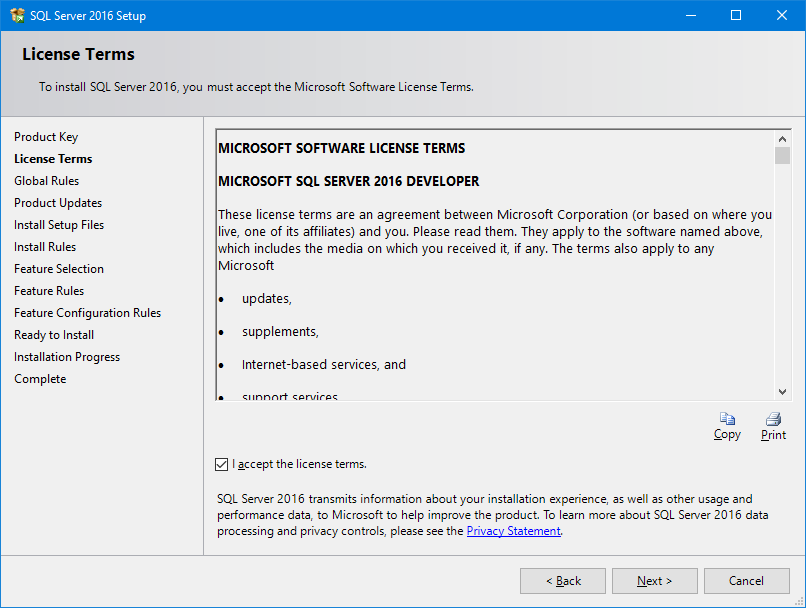 SQL Server 2016 Setup
License Terms
To install SQL Server 2016, you must accept the Microsoft Software License Terms.
Product Key
License Terms
Global Rules
Product Updates
Install Setup Files
Install Rules
Feature Selection
Feature Rules
Feature Configuration Rules
Ready to Install
Installation Progress
Complete
MICROSOFT SOFTWARE LICENSE TERMS
MICROSOFT SQL SERVER 2016 DEVELOPER
These license terms are an agreement between Microsoft Corporation (or based on where you
live, one of its affiliates) and you. Please read them. They apply to the software named above,
which includes the media on which you received it, if any. The terms also apply to any
Microsoft
• updates,
• supplements,
• Internet-based services, and
• support services
Copy
Print
I accept the license terms.
SQL Server 2016 transmits information about your installation experience, as well as other usage and
performance data, to Microsoft to help improve the product. To learn more about SQL Server 2016 data
processing and privacy controls, please see the Privacy Statement.
< Back
Next >
Cancel